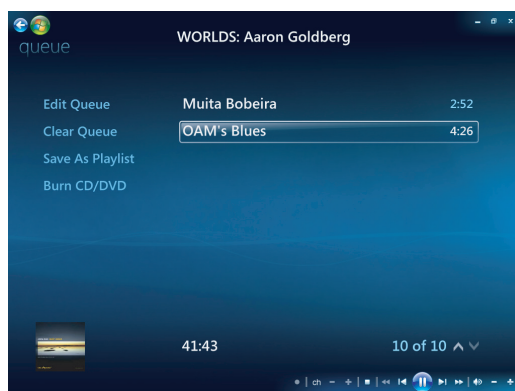 queue
WORLDS: Aaron Goldberg
Edit Queue
Clear Queue
Save As Playlist
Burn CD/DVD
Muita Bobeira 2:52
OAM's Blues 4:26
41:43
10 of 10
ch